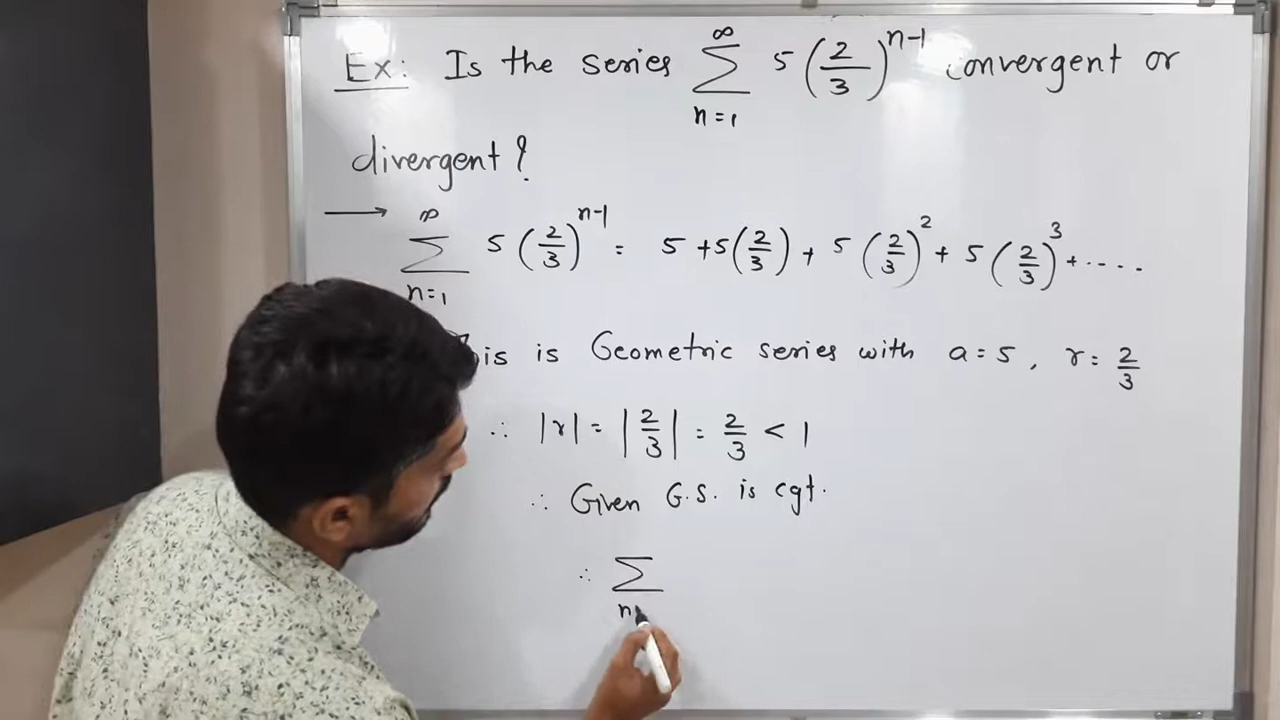 Ex: Is the series ∑_{n=1}^{∞} 5 (2/3)^{n-1} convergent or
divergent?
→ ∑_{n=1}^{∞} 5 (2/3)^{n-1} = 5 + 5(2/3) + 5 (2/3)^2 + 5 (2/3)^3 + ....
is is Geometric series with a = 5, r = 2/3
∴ |r| = |2/3| = 2/3 < 1
∴ Given G.S. is cgt.
∴ ∑_{n